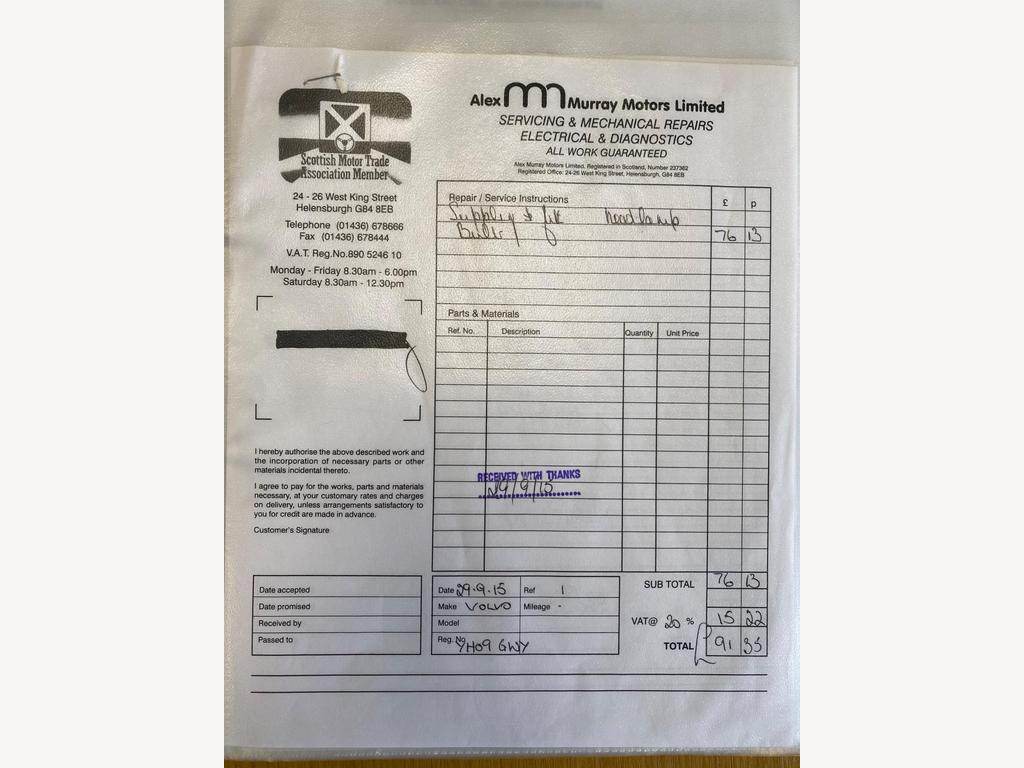 Alex Murray Motors Limited
SERVICING & MECHANICAL REPAIRS
ELECTRICAL & DIAGNOSTICS
ALL WORK GUARANTEED
Alex Murray Motors Limited. Registered in Scotland, Number 237362
Registered Office: 24-26 West King Street, Helensburgh, G84 8EB
Scottish Motor Trade
Association Member
24 - 26 West King Street
Helensburgh G84 8EB
Telephone (01436) 678666
Fax (01436) 678444
V.A.T. Reg.No.890 5246 10
Monday - Friday 8.30am - 6.00pm
Saturday 8.30am - 12.30pm
Repair / Service Instructions £ p
Supply & fit headlamp
76 13
Parts & Materials
Ref. No. Description Quantity Unit Price
I hereby authorise the above described work and
the incorporation of necessary parts or other
materials incidental thereto.
I agree to pay for the works, parts and materials
necessary, at your customary rates and charges
on delivery, unless arrangements satisfactory to
you for credit are made in advance.
Customer's Signature
RECEIVED WITH THANKS
29/9/15
Date accepted
Date promised
Received by
Passed to
Date 29.9.15 Ref 1
Make VOLVO Mileage -
Model
Reg. No. YH09 GWY
SUB TOTAL 76 13
VAT@ 20 % 15 22
TOTAL £ 91 35